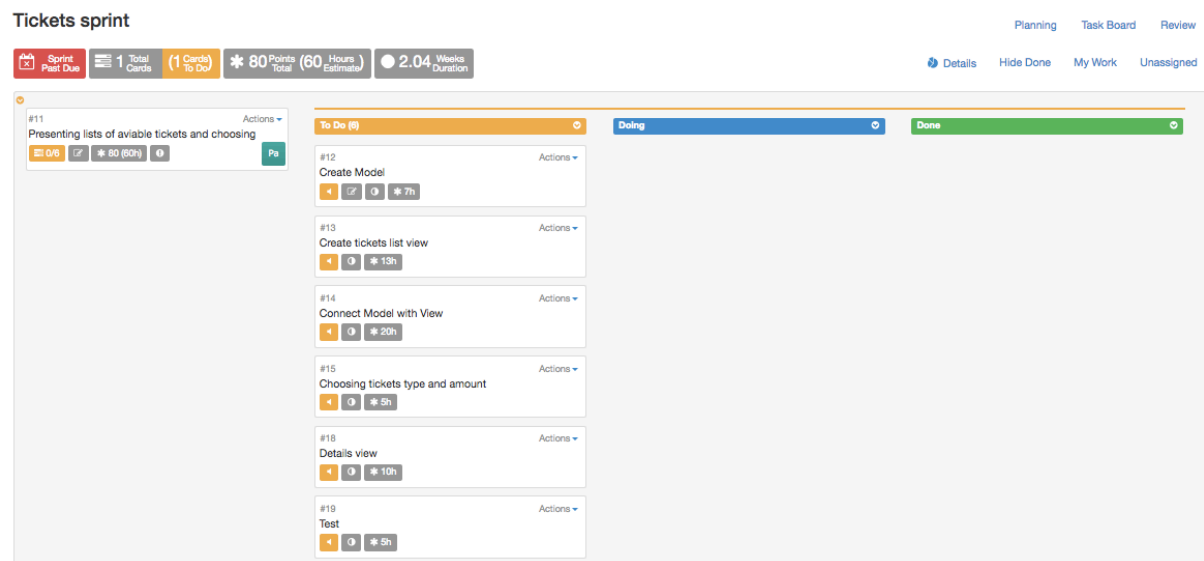 Tickets sprint
Planning Task Board Review
Sprint Past Due 1 Total Cards (1 Cards To Do) 80 Points Total (60 Hours Estimate) 2.04 Weeks Duration
Details Hide Done My Work Unassigned
#11 Actions
Presenting lists of aviable tickets and choosing
0/6 80 (60h) Pa
To Do (6) Doing Done
#12 Actions
Create Model
7h
#13 Actions
Create tickets list view
13h
#14 Actions
Connect Model with View
20h
#15 Actions
Choosing tickets type and amount
5h
#18 Actions
Details view
10h
#19 Actions
Test
5h